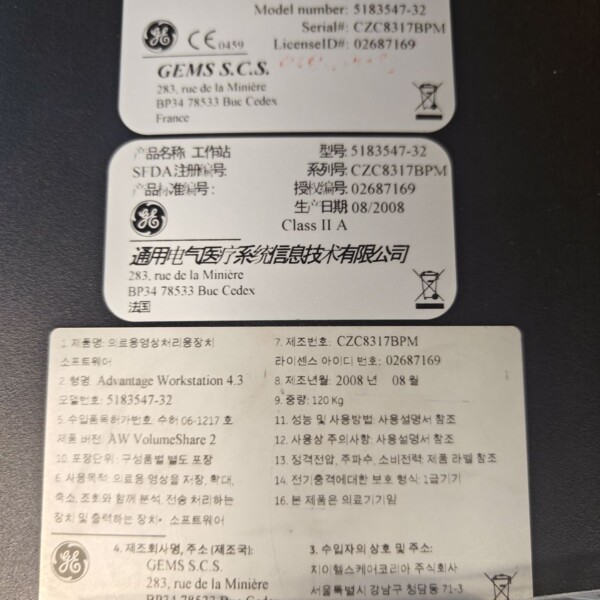 Model number: 5183547-32
Serial#: CZC8317BPM
LicenseID#: 02687169
CE 0459
GEMS S.C.S.
283, rue de la Minière
BP34 78533 Buc Cedex
France
产品名称 工作站
型号: 5183547-32
SFDA注册编号:
系列号: CZC8317BPM
产品标准编号:
授权编号: 02687169
生产日期: 08/2008
Class II A
通用电气医疗系统信息技术有限公司
283, rue de la Minière
BP34 78533 Buc Cedex
法国
1. 제품명: 의료용영상처리용장치
소프트웨어
2. 형명: Advantage Workstation 4.3
모델번호: 5183547-32
5. 수입품목허가번호: 수허 06-1217 호
제품 버전: AW VolumeShare 2
10. 포장단위: 구성품별 별도 포장
6. 사용목적: 의료용 영상을 저장, 확대,
축소, 조회와 함께 분석, 전송 처리하는
장치 및 출력하는 장치, 소프트웨어
7. 제조번호: CZC8317BPM
라이센스 아이디 번호: 02687169
8. 제조년월: 2008 년 08 월
9. 중량: 120 Kg
11. 성능 및 사용방법: 사용설명서 참조
12. 사용상 주의사항: 사용설명서 참조
13. 정격전압, 주파수, 소비전력: 제품 라벨 참조
14. 전기충격에대한 보호 형식: 1급기기
16. 본 제품은 의료기기임
4. 제조회사명, 주소 (제조국):
GEMS S.C.S.
283, rue de la Minière
BP34 78533 Buc Cedex
3. 수입자의 상호 및 주소:
지이헬스케어코리아 주식회사
서울특별시 강남구 청담동 71-3